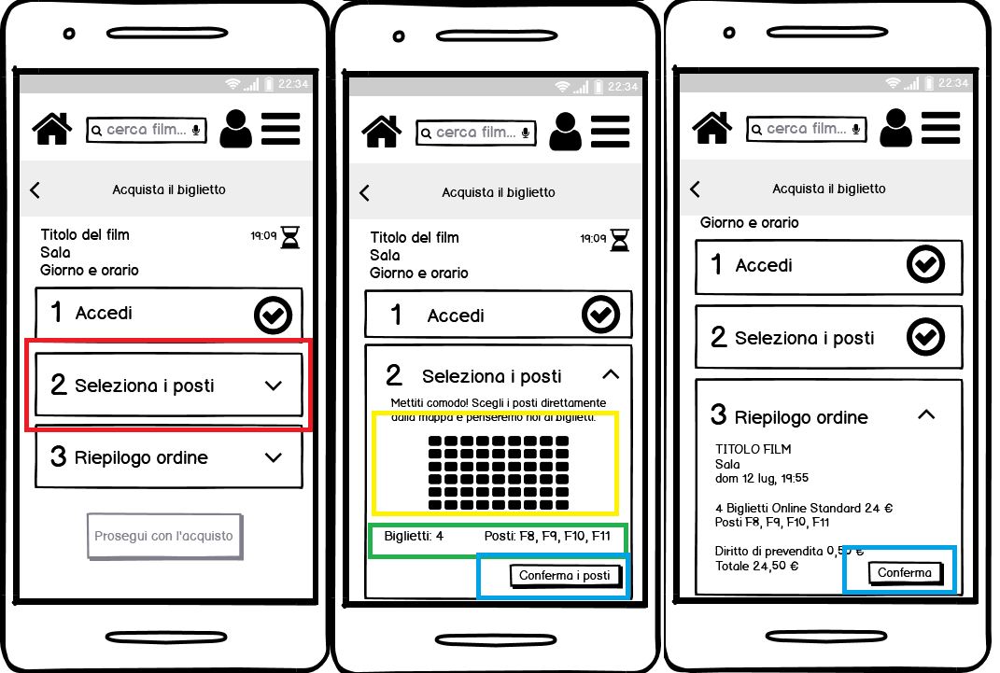 22:34
cerca film...
Acquista il biglietto
Titolo del film
19:09
Sala
Giorno e orario
1 Accedi
2 Seleziona i posti
3 Riepilogo ordine
Prosegui con l'acquisto
22:34
cerca film...
Acquista il biglietto
Titolo del film
19:09
Sala
Giorno e orario
1 Accedi
2 Seleziona i posti
Mettiti comodo! Scegli i posti direttamente
dalla mappa e penseremo noi ai biglietti.
Biglietti: 4 Posti: F8, F9, F10, F11
Conferma i posti
22:34
cerca film...
Acquista il biglietto
Giorno e orario
1 Accedi
2 Seleziona i posti
3 Riepilogo ordine
TITOLO FILM
Sala
dom 12 lug, 19:55
4 Biglietti Online Standard 24 €
Posti F8, F9, F10, F11
Diritto di prevendita 0,50 €
Totale 24,50 €
Conferma